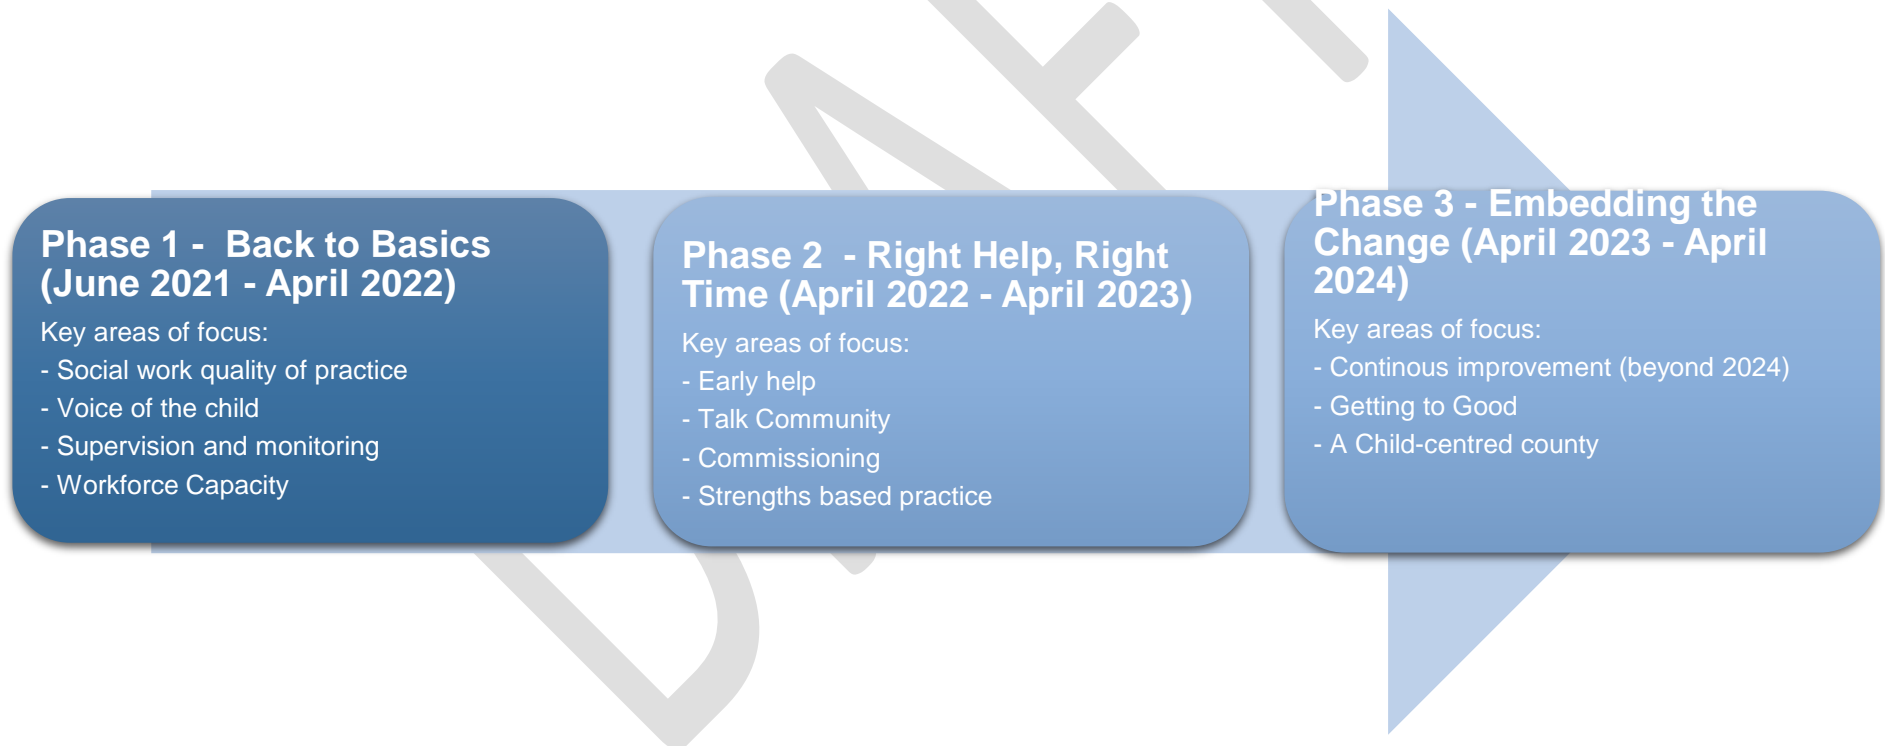 Phase 1 -  Back to Basics
(June 2021 - April 2022)
Key areas of focus:
- Social work quality of practice
- Voice of the child
- Supervision and monitoring
- Workforce Capacity
Phase 2  - Right Help, Right
Time (April 2022 - April 2023)
Key areas of focus:
- Early help
- Talk Community
- Commissioning
- Strengths based practice
Phase 3 - Embedding the
Change (April 2023 - April
2024)
Key areas of focus:
- Continous improvement (beyond 2024)
- Getting to Good
- A Child-centred county
DRAFT